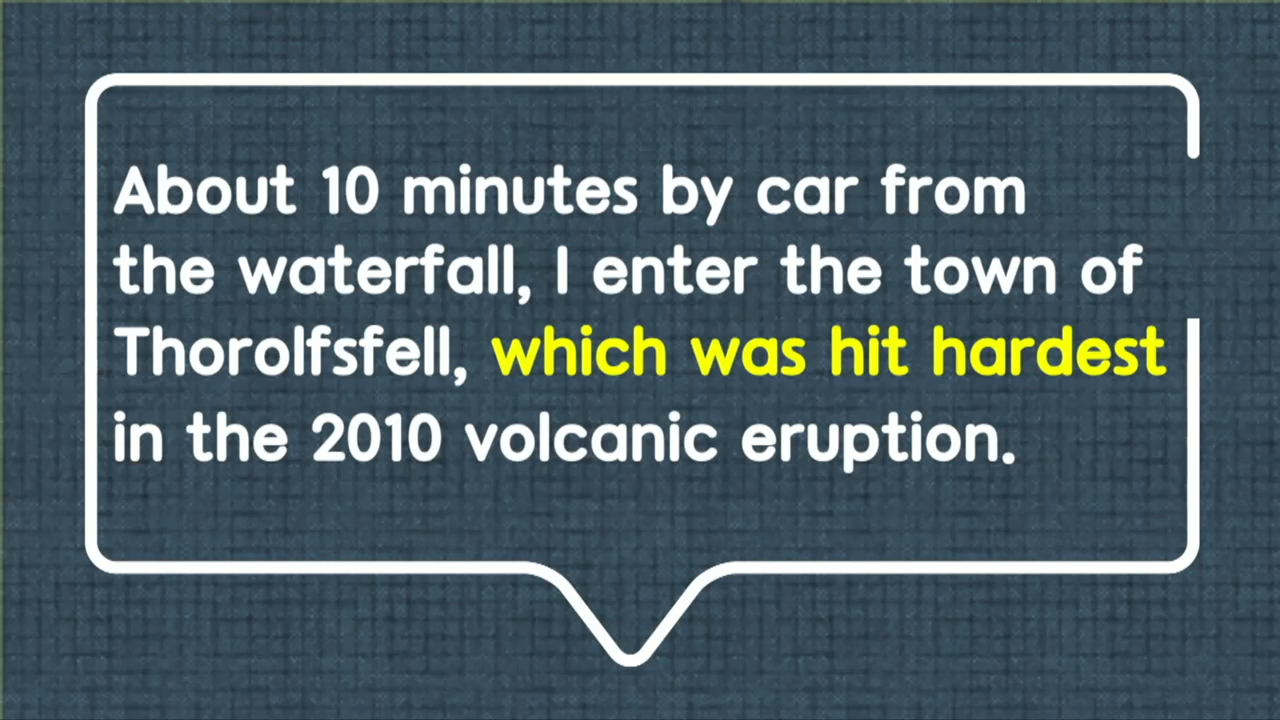 About 10 minutes by car from
the waterfall, I enter the town of
Thorolfsfell, which was hit hardest
in the 2010 volcanic eruption.